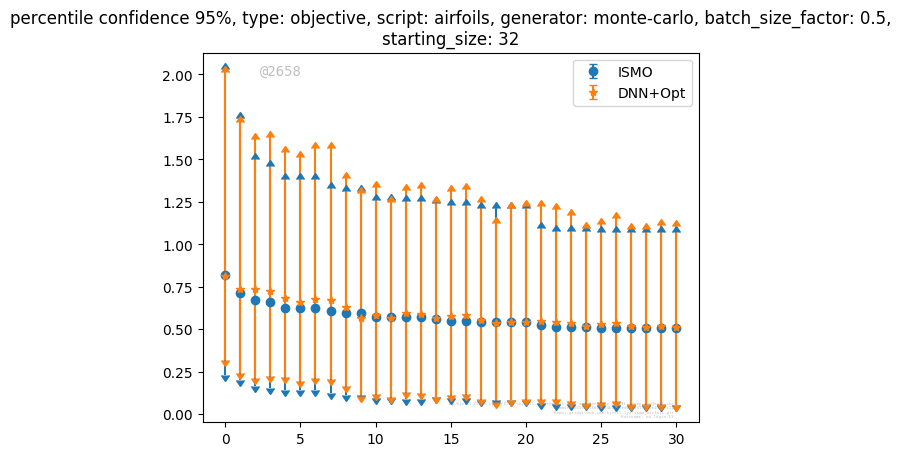 percentile confidence 95%, type: objective, script: airfoils, generator: monte-carlo, batch_size_factor: 0.5,
starting_size: 32
@2658
ISMO
DNN+Opt
2.00
1.75
1.50
1.25
1.00
0.75
0.50
0.25
0.00
0 5 10 15 20 25 30